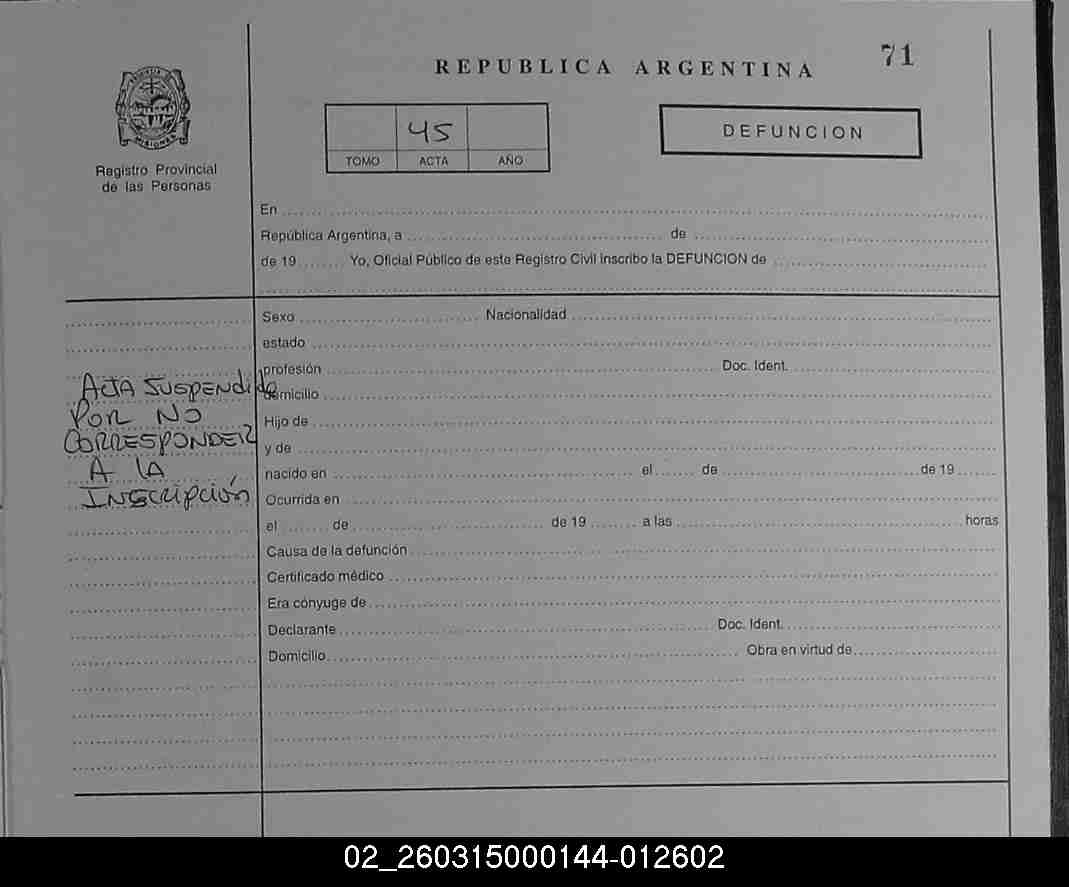 71
REPUBLICA ARGENTINA
45
TOMO ACTA AÑO
DEFUNCION
MISIONES
Registro Provincial
de las Personas
En
República Argentina, a de
de 19 Yo, Oficial Público de este Registro Civil inscribo la DEFUNCION de
Sexo Nacionalidad
estado
profesión Doc. Ident.
domicilio
Hijo de
y de
nacido en el de de 19
Ocurrida en
el de de 19 a las horas
Causa de la defunción
Certificado médico
Era cónyuge de
Declarante Doc. Ident.
Domicilio Obra en virtud de
ACTA SUSPENdida
POR NO
CORRESPONDER
A lA
INSCRIpción
02_260315000144-012602